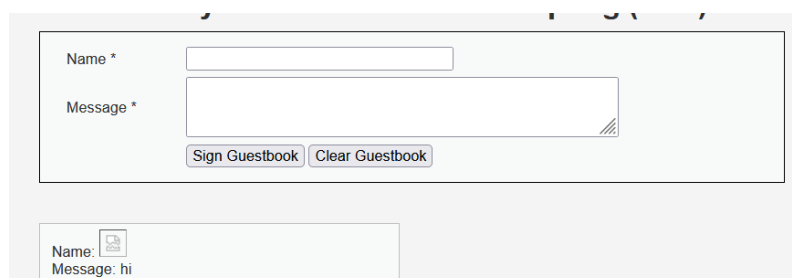 Name *
Message *
Sign Guestbook Clear Guestbook
Name:
Message: hi